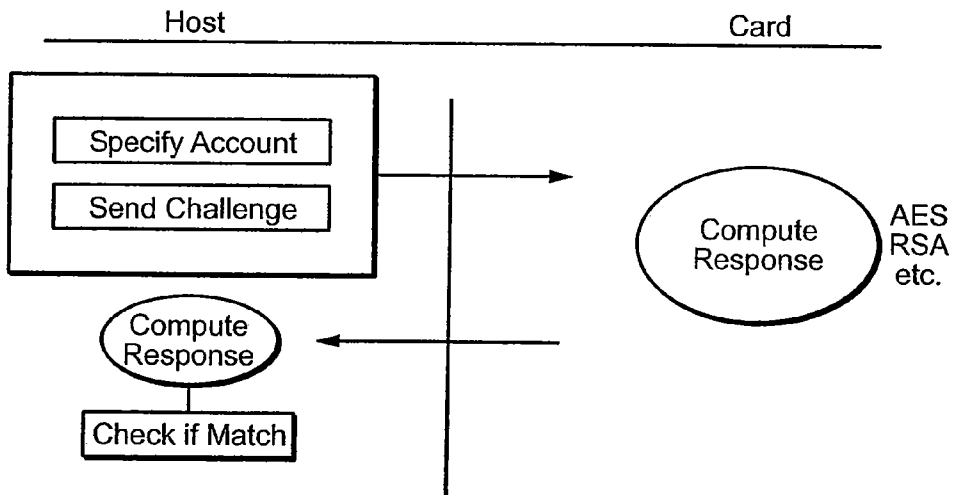 Host
Card
Specify Account
Send Challenge
Compute
Response
AES
RSA
etc.
Compute
Response
Check if Match